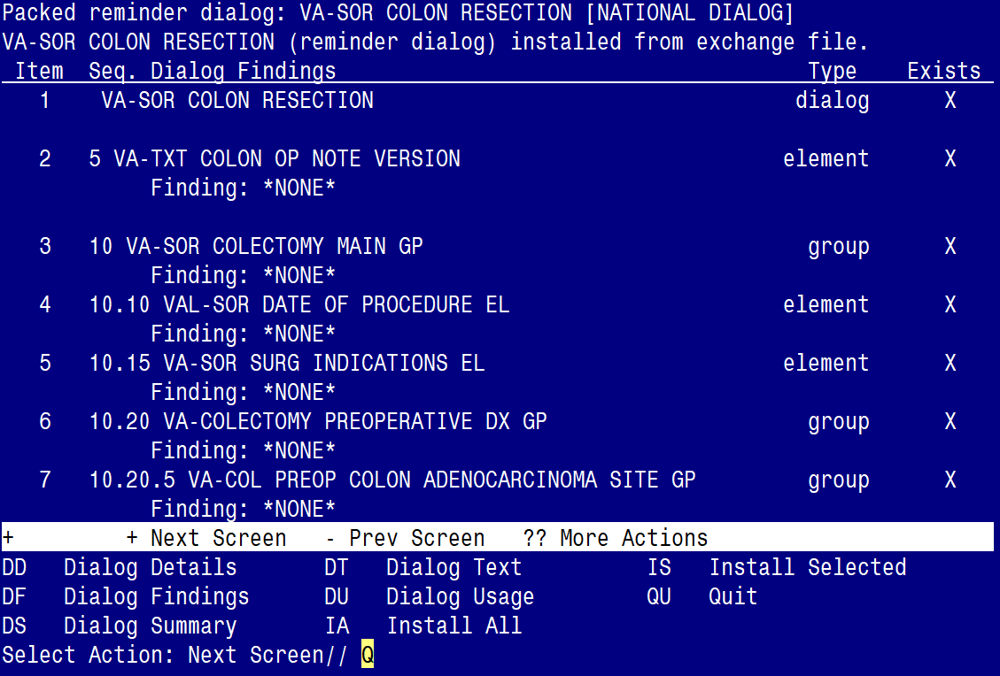 Packed reminder dialog: VA-SOR COLON RESECTION [NATIONAL DIALOG]
VA-SOR COLON RESECTION (reminder dialog) installed from exchange file.
Item  Seq. Dialog Findings  Type  Exists
1  VA-SOR COLON RESECTION  dialog  X
2  5 VA-TXT COLON OP NOTE VERSION  element  X
Finding: *NONE*
3  10 VA-SOR COLECTOMY MAIN GP  group  X
Finding: *NONE*
4  10.10 VAL-SOR DATE OF PROCEDURE EL  element  X
Finding: *NONE*
5  10.15 VA-SOR SURG INDICATIONS EL  element  X
Finding: *NONE*
6  10.20 VA-COLECTOMY PREOPERATIVE DX GP  group  X
Finding: *NONE*
7  10.20.5 VA-COL PREOP COLON ADENOCARCINOMA SITE GP  group  X
Finding: *NONE*
+  + Next Screen  - Prev Screen  ?? More Actions
DD  Dialog Details  DT  Dialog Text  IS  Install Selected
DF  Dialog Findings  DU  Dialog Usage  QU  Quit
DS  Dialog Summary  IA  Install All
Select Action: Next Screen// Q